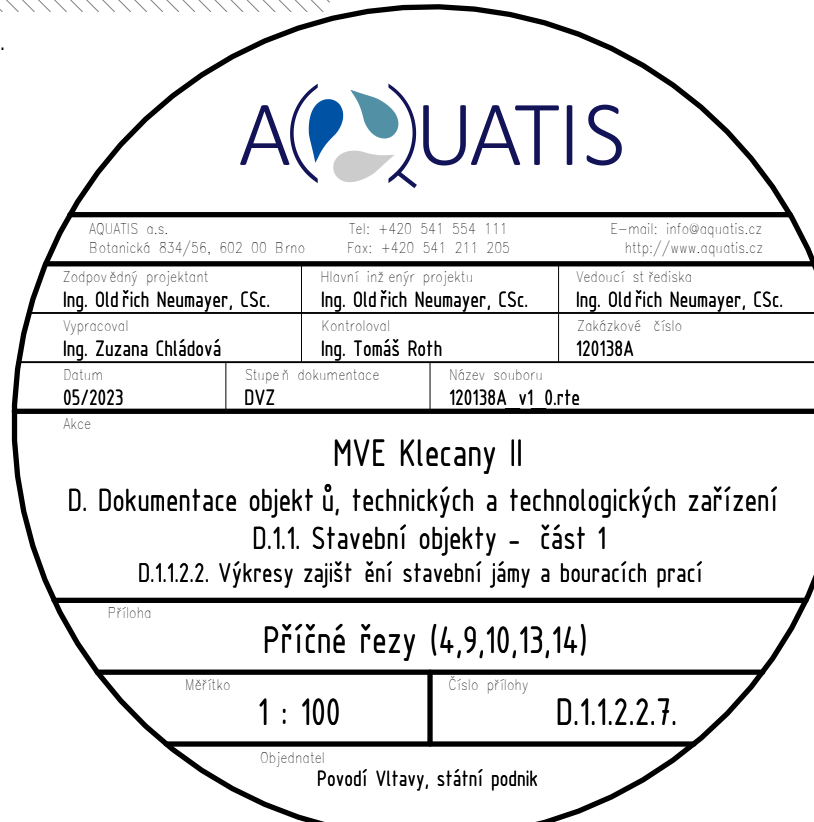 .
AQUATIS
AQUATIS a.s. Tel: +420 541 554 111 E-mail: info@aquatis.cz
Botanická 834/56, 602 00 Brno Fax: +420 541 211 205 http://www.aquatis.cz
Zodpovědný projektant Hlavní inženýr projektu Vedoucí střediska
Ing. Oldřich Neumayer, CSc. Ing. Oldřich Neumayer, CSc. Ing. Oldřich Neumayer, CSc.
Vypracoval Kontroloval Zakázkové číslo
Ing. Zuzana Chládová Ing. Tomáš Roth 120138A
Datum Stupeň dokumentace Název souboru
05/2023 DVZ 120138A_v1_0.rte
Akce
MVE Klecany II
D. Dokumentace objektů, technických a technologických zařízení
D.1.1. Stavební objekty - část 1
D.1.1.2.2. Výkresy zajištění stavební jámy a bouracích prací
Příloha
Příčné řezy (4,9,10,13,14)
Měřítko Číslo přílohy
1 : 100 D.1.1.2.2.7.
Objednatel
Povodí Vltavy, státní podnik